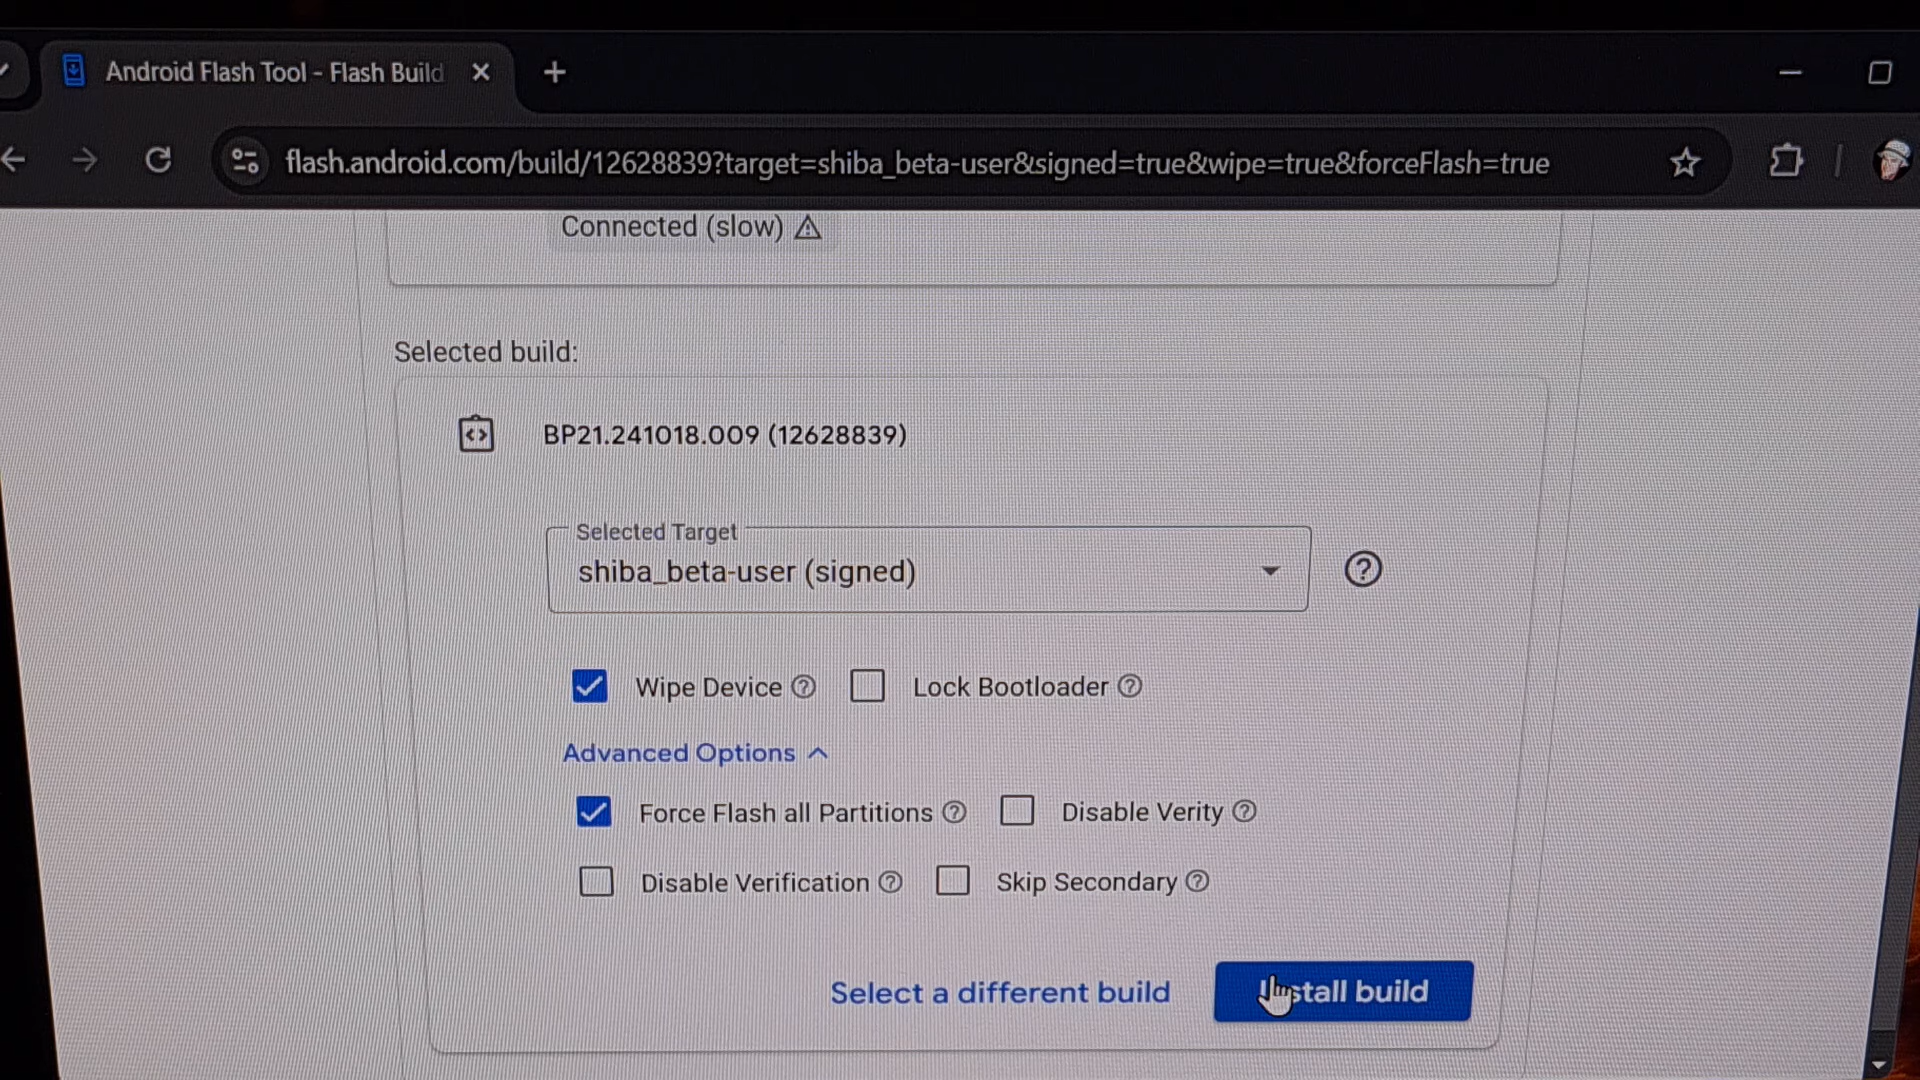 Android Flash Tool - Flash Build
flash.android.com/build/12628839?target=shiba_beta-user&signed=true&wipe=true&forceFlash=true
Connected (slow)
Selected build:
BP21.241018.009 (12628839)
Selected Target
shiba_beta-user (signed)
Wipe Device
Lock Bootloader
Advanced Options
Force Flash all Partitions
Disable Verity
Disable Verification
Skip Secondary
Select a different build
Install build